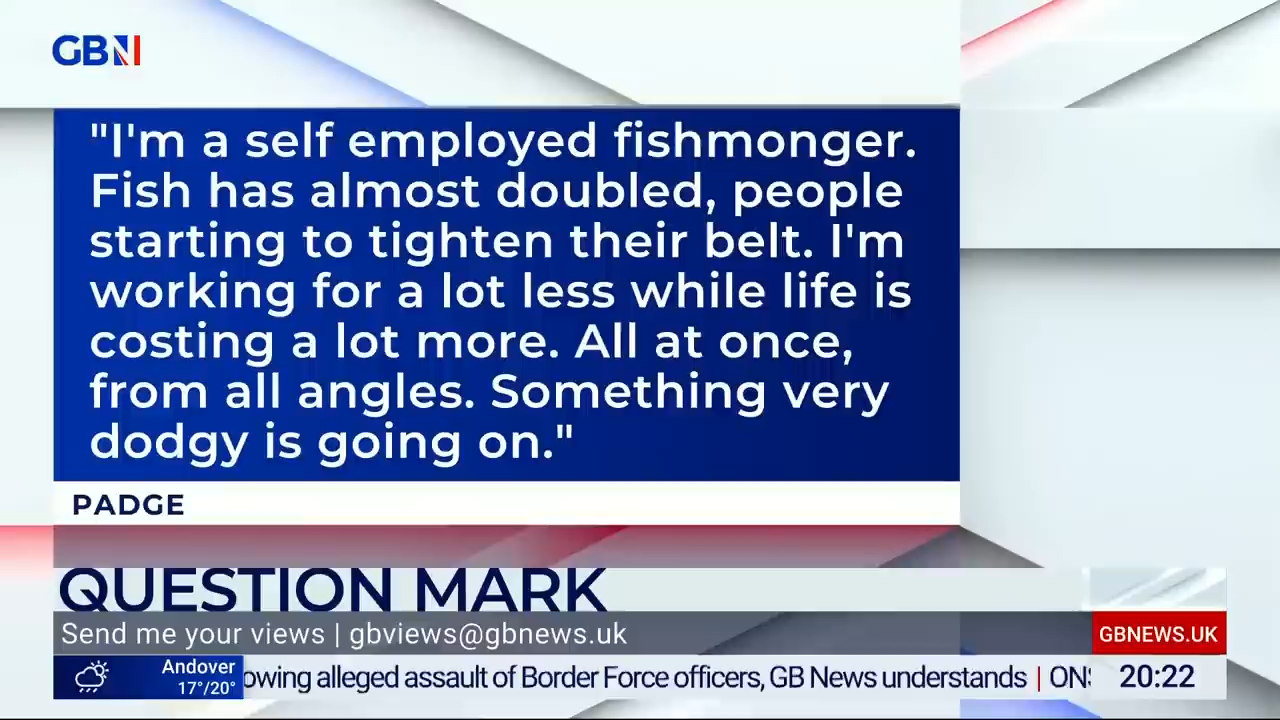 GBN
"I'm a self employed fishmonger.
Fish has almost doubled, people
starting to tighten their belt. I'm
working for a lot less while life is
costing a lot more. All at once,
from all angles. Something very
dodgy is going on."
PADGE
QUESTION MARK
Send me your views | gbviews@gbnews.uk
GBNEWS.UK
Andover
17°/20°
owing alleged assault of Border Force officers, GB News understands | ON
20:22